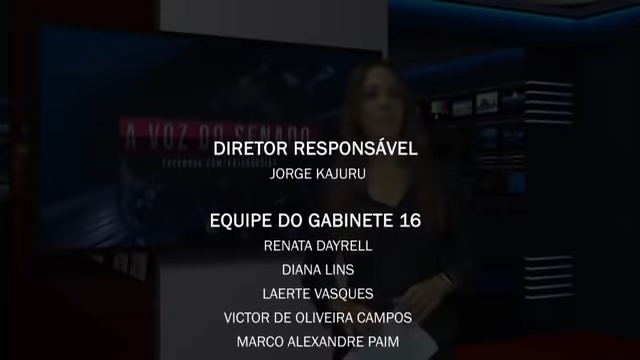 A VOZ DO SENADO
DIRETOR RESPONSÁVEL
JORGE KAJURU
EQUIPE DO GABINETE 16
RENATA DAYRELL
DIANA LINS
LAERTE VASQUES
VICTOR DE OLIVEIRA CAMPOS
MARCO ALEXANDRE PAIM